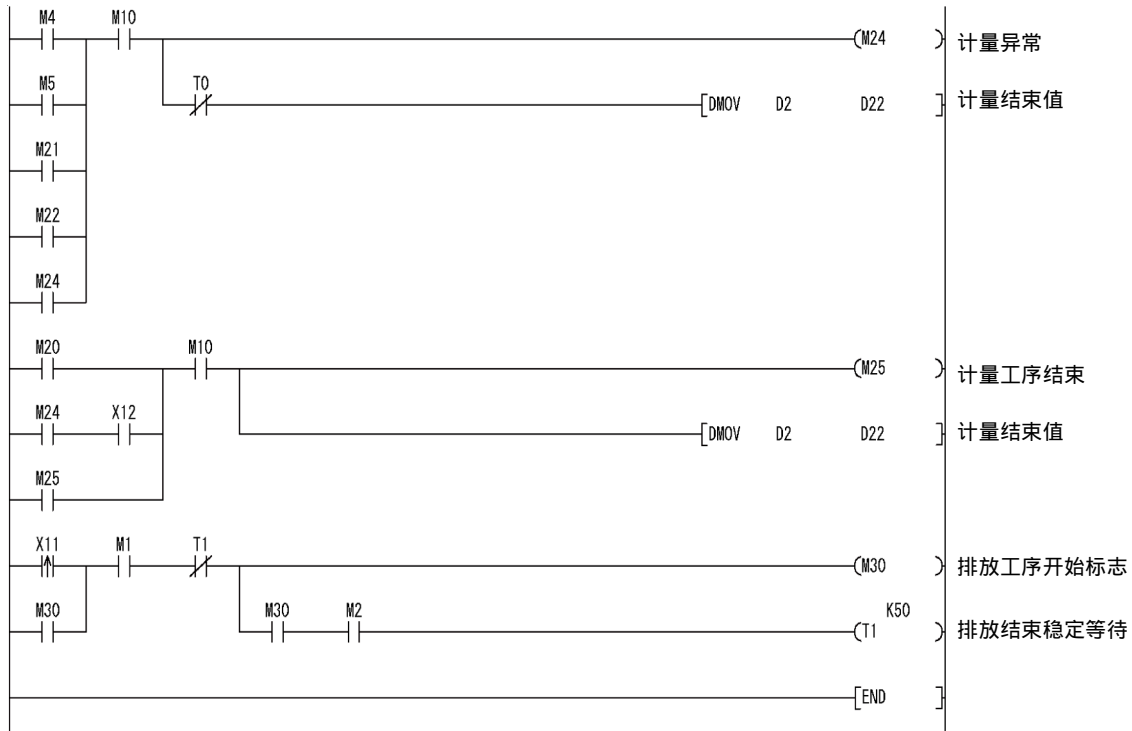 M4 M10
(M24 ) 计量异常
M5 T0
[DMOV D2 D22 ] 计量结束值
M21
M22
M24
M20 M10
(M25 ) 计量工序结束
M24 X12
[DMOV D2 D22 ] 计量结束值
M25
X11 M1 T1
(M30 ) 排放工序开始标志
M30 M30 M2 K50
(T1 ) 排放结束稳定等待
[END ]